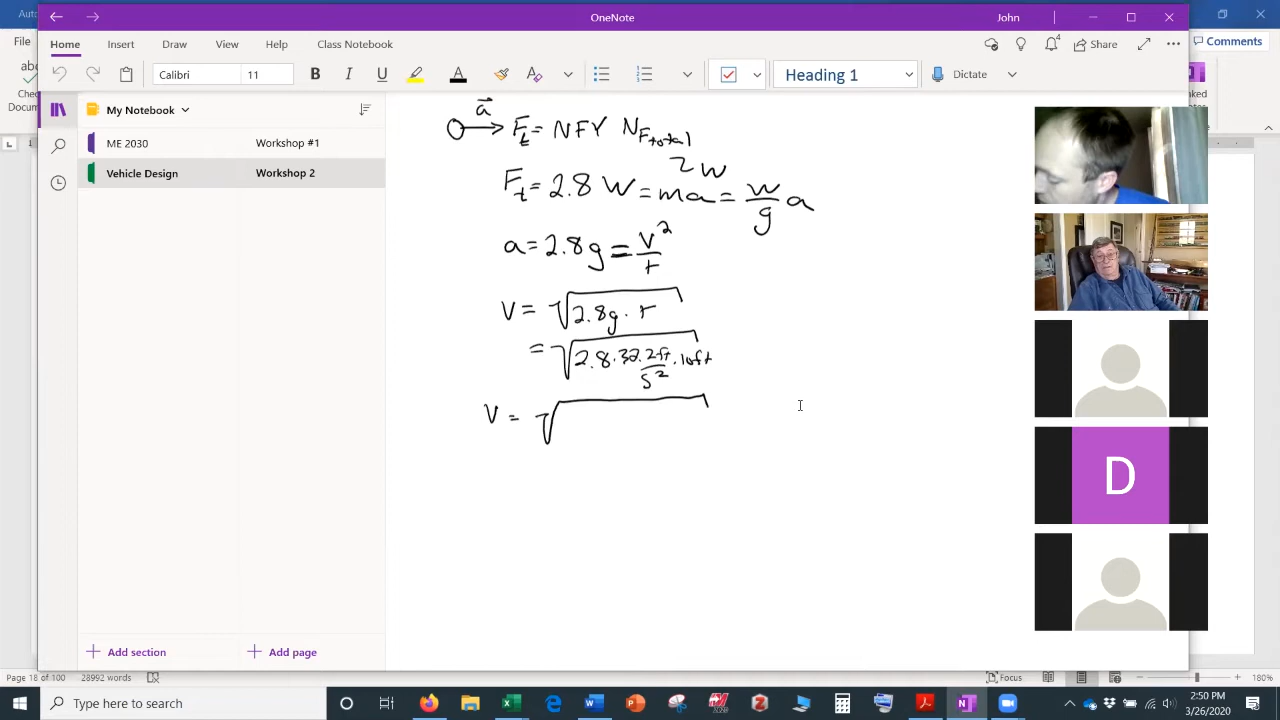 OneNote
John
File
Comments
Home
Insert
Draw
View
Help
Class Notebook
Share
Calibri
11
B
I
U
A
Heading 1
Dictate
My Notebook
ME 2030
Workshop #1
Vehicle Design
Workshop 2
a⃗
F_t = NFY N_Ftotal
2W
F_t = 2.8 W = ma = W/g a
a = 2.8g = v²/r
V = √2.8g · r
= √2.8 · 32.2ft/s² · 10ft
V = √
D
Add section
Add page
Page 18 of 100
28992 words
Focus
180%
Type here to search
2:50 PM
3/26/2020